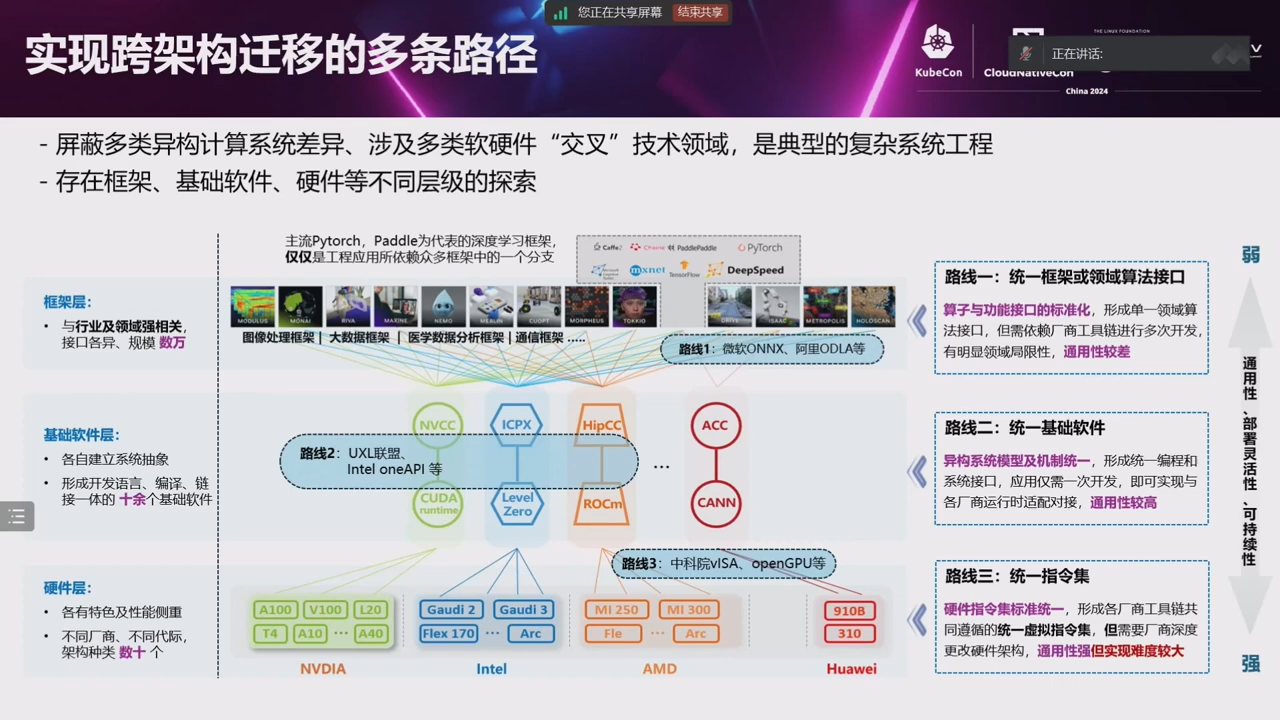 您正在共享屏幕 结束共享
实现跨架构迁移的多条路径
KubeCon
CloudNativeCon
THE LINUX FOUNDATION
正在讲话:
China 2024
- 屏蔽多类异构计算系统差异、涉及多类软硬件“交叉”技术领域，是典型的复杂系统工程
- 存在框架、基础软件、硬件等不同层级的探索
主流Pytorch，Paddle为代表的深度学习框架，
仅仅是工程应用所依赖众多框架中的一个分支
Caffe2 Chainer PaddlePaddle PyTorch
mxnet TensorFlow DeepSpeed
框架层:
• 与行业及领域强相关，
接口各异、规模 数万
MODULUS MONAI RIVA MAXINE NEMO MERLIN CUOPT MORPHEUS TOKKIO DRIVE ISAAC METROPOLIS HOLOSCAN
图像处理框架 | 大数据框架 | 医学数据分析框架 | 通信框架 .....
路线1：微软ONNX、阿里ODLA等
基础软件层:
• 各自建立系统抽象
• 形成开发语言、编译、链
接一体的 十余个基础软件
NVCC ICPX HipCC ACC
路线2：UXL联盟、
Intel oneAPI 等
...
CUDA
runtime
Level
Zero
ROCm
CANN
路线3：中科院vISA、openGPU等
硬件层:
• 各有特色及性能侧重
• 不同厂商、不同代际，
架构种类 数十 个
A100 V100 L20
T4 A10 ... A40
NVDIA
Gaudi 2 Gaudi 3
Flex 170 ... Arc
Intel
MI 250 MI 300
Fle ... Arc
AMD
910B
310
Huawei
路线一：统一框架或领域算法接口
算子与功能接口的标准化，形成单一领域算
法接口，但需依赖厂商工具链进行多次开发，
有明显领域局限性，通用性较差
路线二：统一基础软件
异构系统模型及机制统一，形成统一编程和
系统接口，应用仅需一次开发，即可实现与
各厂商运行时适配对接，通用性较高
路线三：统一指令集
硬件指令集标准统一，形成各厂商工具链共
同遵循的统一虚拟指令集，但需要厂商深度
更改硬件架构，通用性强但实现难度较大
弱
通用性、部署灵活性、可持续性
强